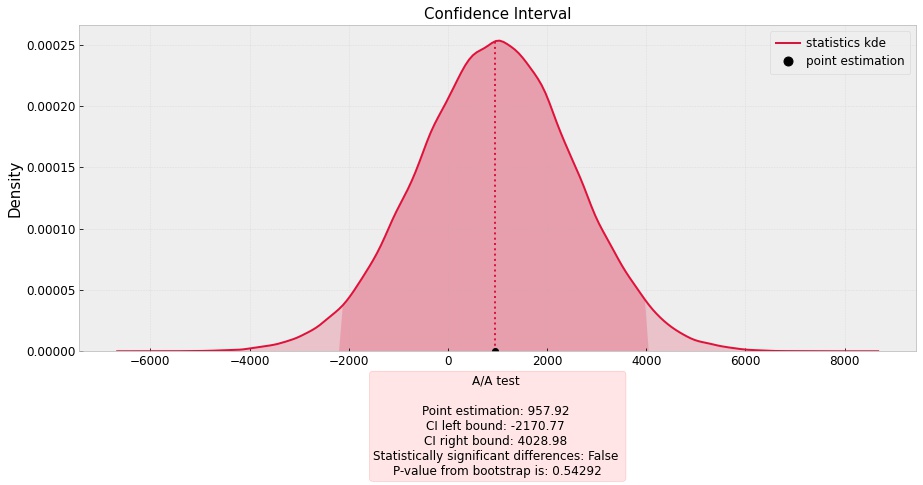 Confidence Interval
statistics kde
point estimation
Density
0.00025
0.00020
0.00015
0.00010
0.00005
0.00000
−6000
−4000
−2000
0
2000
4000
6000
8000
A/A test
Point estimation: 957.92
CI left bound: -2170.77
CI right bound: 4028.98
Statistically significant differences: False
P-value from bootstrap is: 0.54292